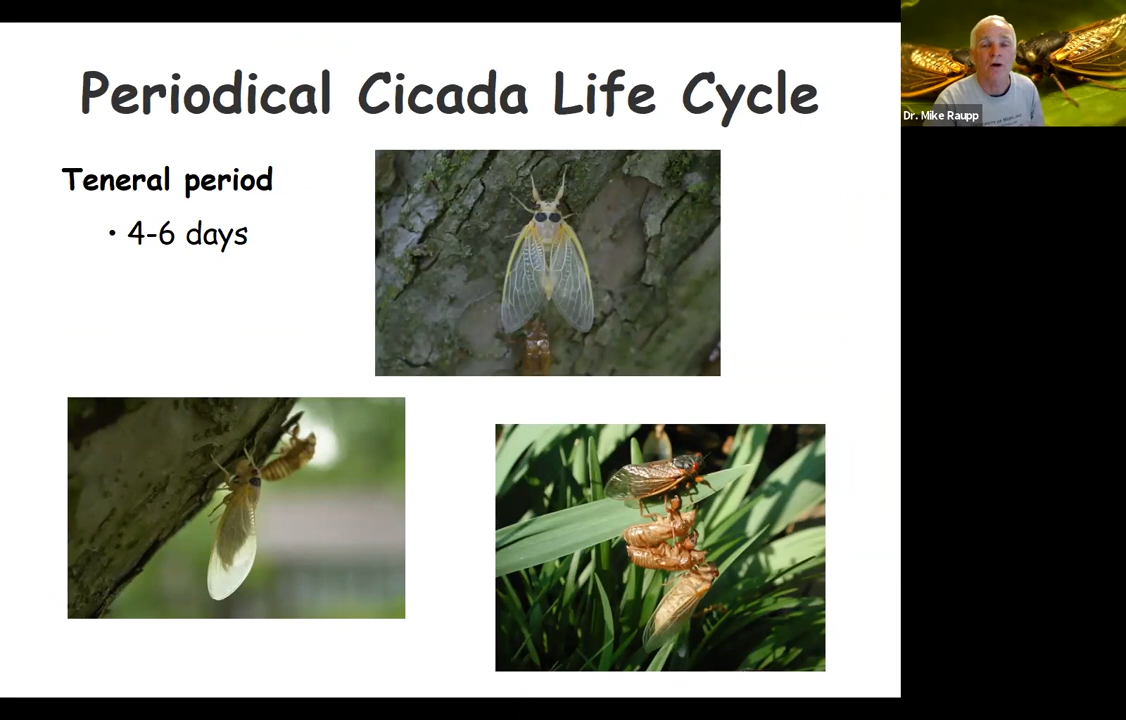 Periodical Cicada Life Cycle
Teneral period
• 4-6 days
Dr. Mike Raupp